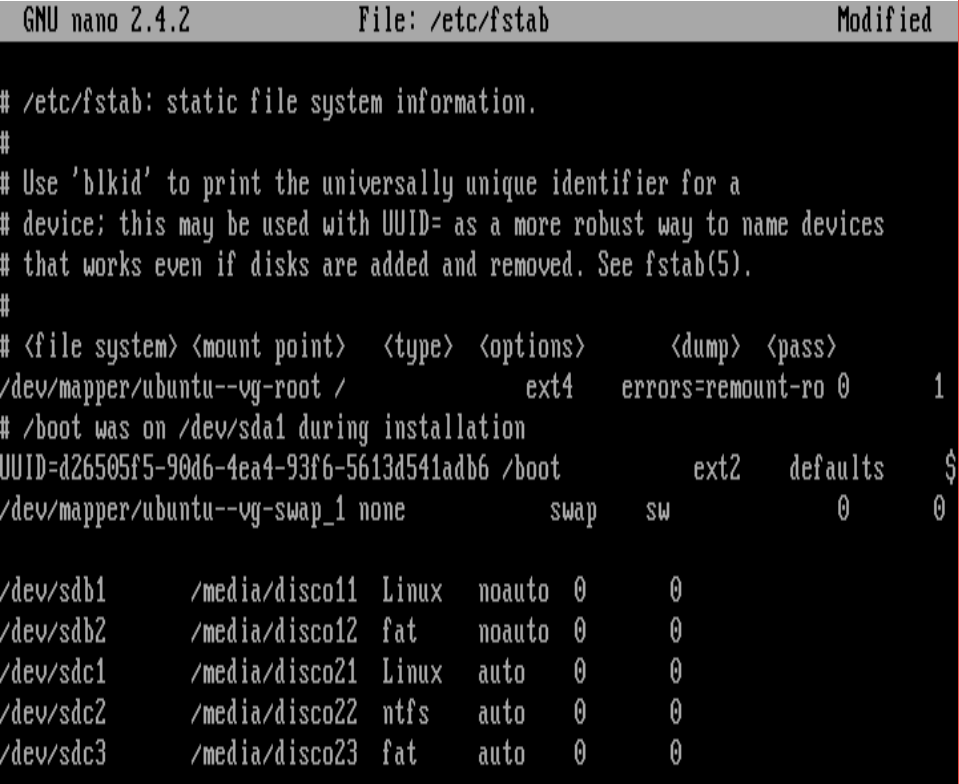 GNU nano 2.4.2 File: /etc/fstab Modified
# /etc/fstab: static file system information.
#
# Use 'blkid' to print the universally unique identifier for a
# device; this may be used with UUID= as a more robust way to name devices
# that works even if disks are added and removed. See fstab(5).
#
# <file system> <mount point> <type> <options> <dump> <pass>
/dev/mapper/ubuntu--vg-root / ext4 errors=remount-ro 0 1
# /boot was on /dev/sda1 during installation
UUID=d26505f5-90d6-4ea4-93f6-5613d541adb6 /boot ext2 defaults $
/dev/mapper/ubuntu--vg-swap_1 none swap sw 0 0
/dev/sdb1 /media/disco11 Linux noauto 0 0
/dev/sdb2 /media/disco12 fat noauto 0 0
/dev/sdc1 /media/disco21 Linux auto 0 0
/dev/sdc2 /media/disco22 ntfs auto 0 0
/dev/sdc3 /media/disco23 fat auto 0 0